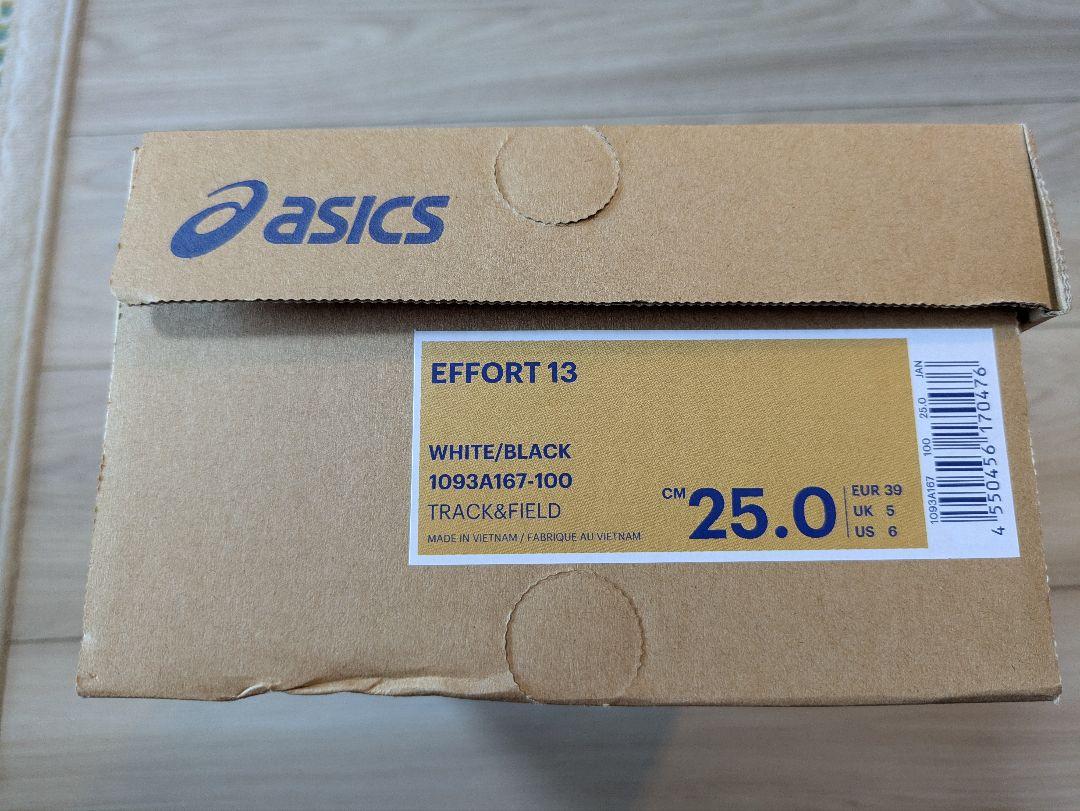 asics
EFFORT 13
WHITE/BLACK
1093A167-100
TRACK&FIELD
MADE IN VIETNAM / FABRIQUE AU VIETNAM
CM 25.0
EUR 39
UK 5
US 6
1093A167 100 25.0 JAN
4 550456 170476